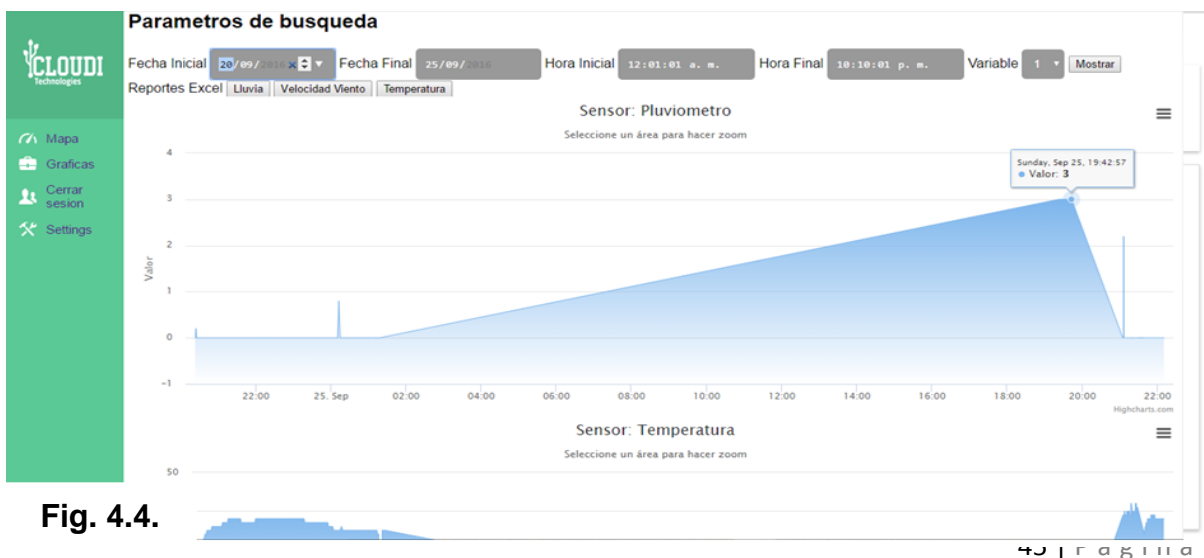 Parametros de busqueda
CLOUDI
Technologies
Fecha Inicial 20/09/2016 Fecha Final 25/09/2016 Hora Inicial 12:01:01 a. m. Hora Final 10:10:01 p. m. Variable 1 Mostrar
Reportes Excel Lluvia Velocidad Viento Temperatura
Mapa
Graficas
Cerrar
sesion
Settings
Sensor: Pluviometro
Seleccione un área para hacer zoom
Sunday, Sep 25, 19:42:57
Valor: 3
Valor
4
3
2
1
0
-1
22:00 25. Sep 02:00 04:00 06:00 08:00 10:00 12:00 14:00 16:00 18:00 20:00 22:00
Highcharts.com
Sensor: Temperatura
Seleccione un área para hacer zoom
50
Fig. 4.4.